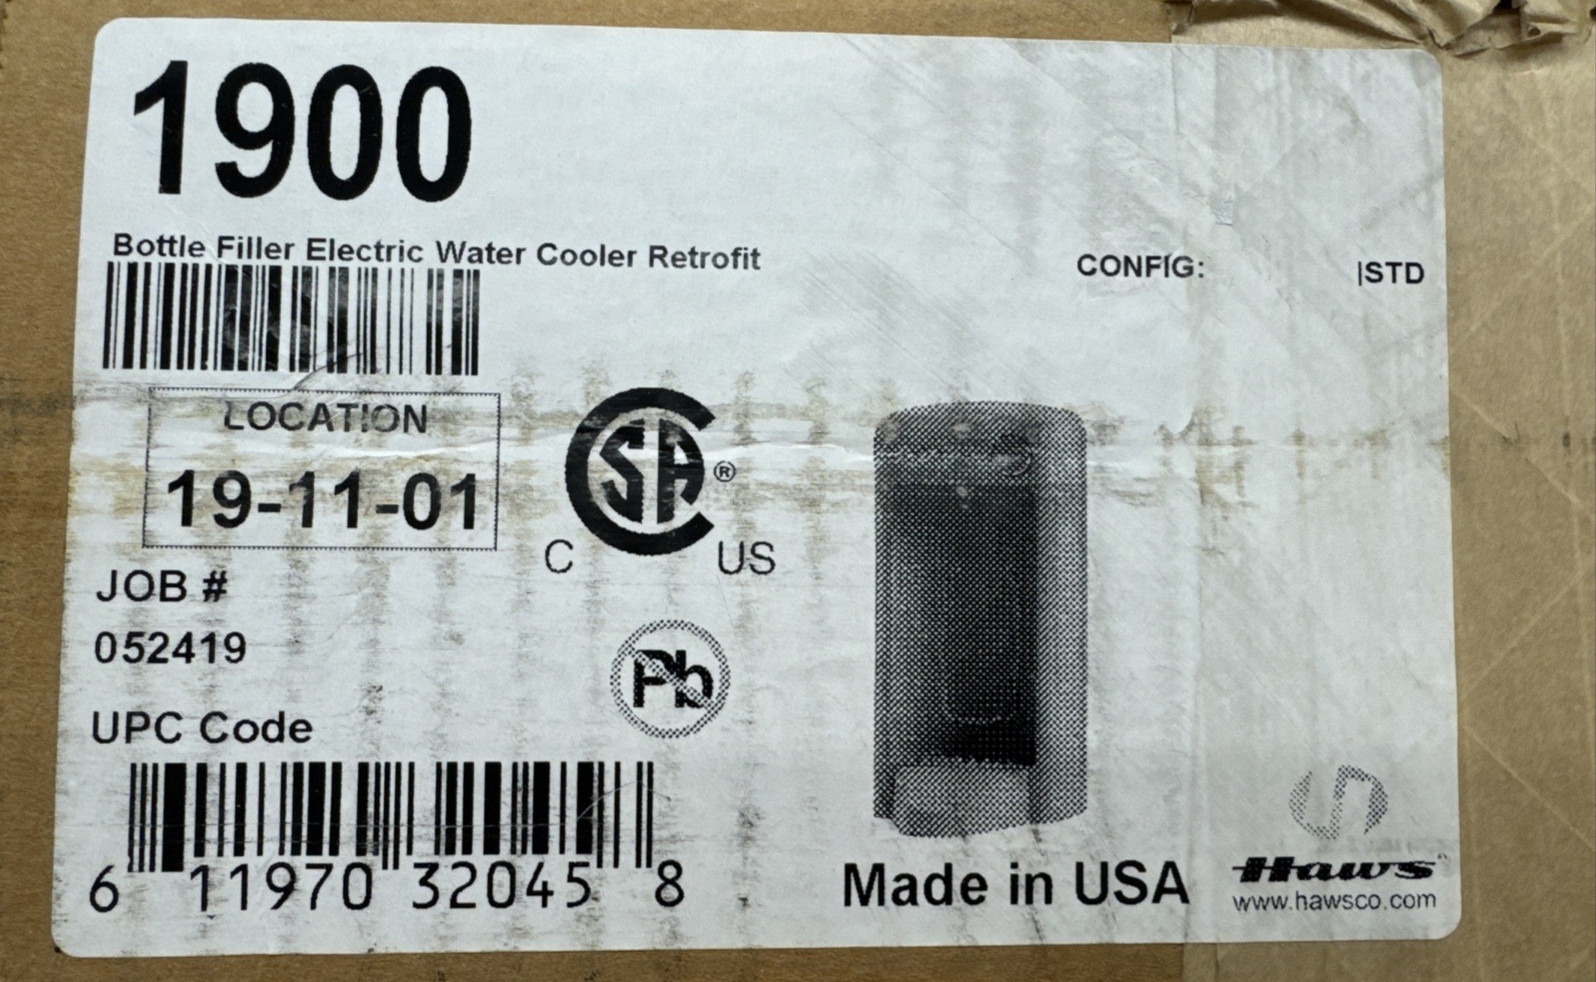 1900
Bottle Filler Electric Water Cooler Retrofit
CONFIG: |STD
LOCATION
19-11-01
CSA®
C US
JOB #
052419
Pb
UPC Code
6 11970 32045 8
Made in USA
Haws
www.hawsco.com